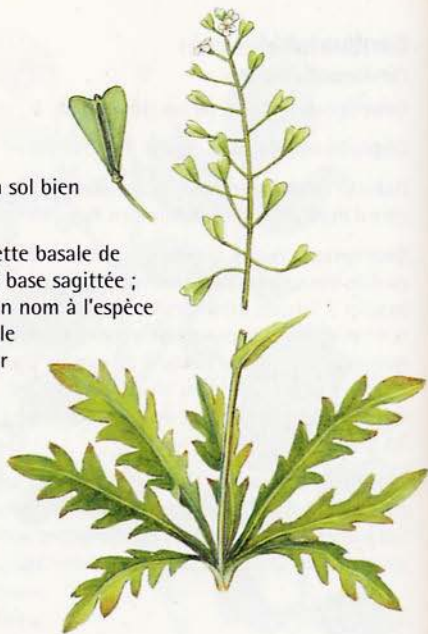 sol bien
ette basale de
base sagittée ;
n nom à l'espèce
le
r